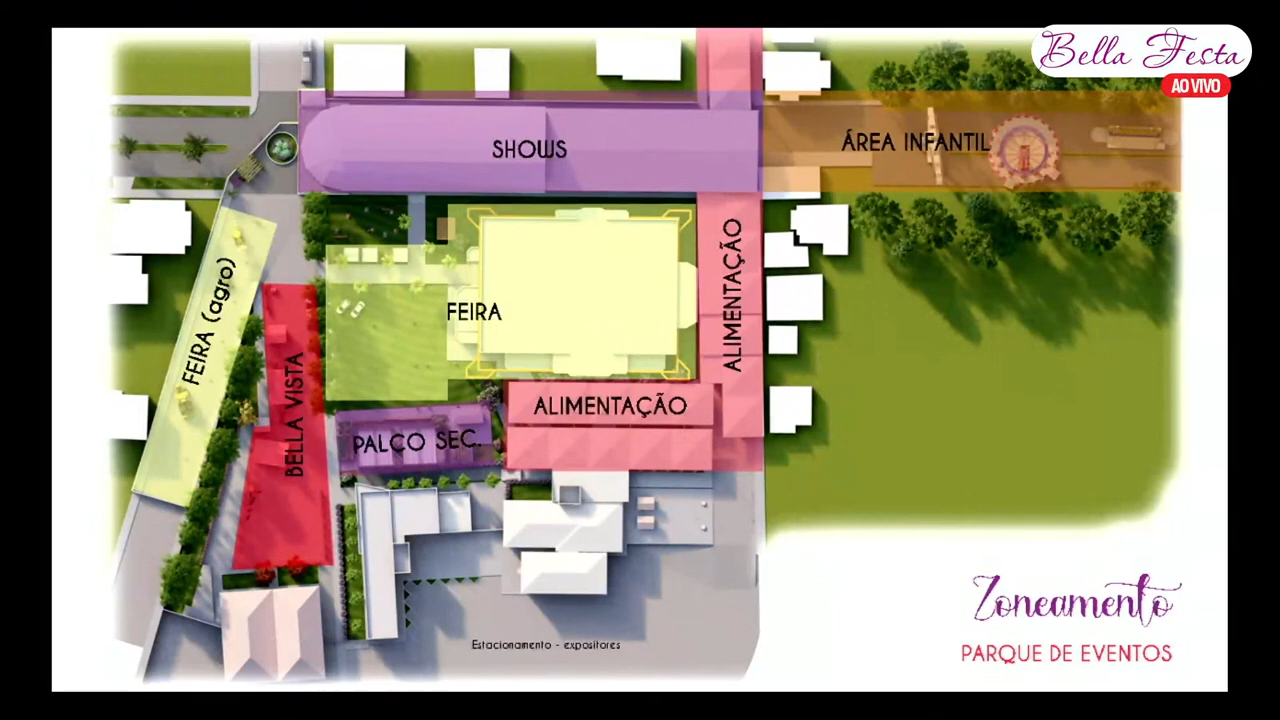 Bella Festa
AO VIVO
SHOWS
ÁREA INFANTIL
FEIRA (agro)
BELLA VISTA
FEIRA
ALIMENTAÇÃO
ALIMENTAÇÃO
PALCO SEC.
Estacionamento - expositores
Zoneamento
PARQUE DE EVENTOS